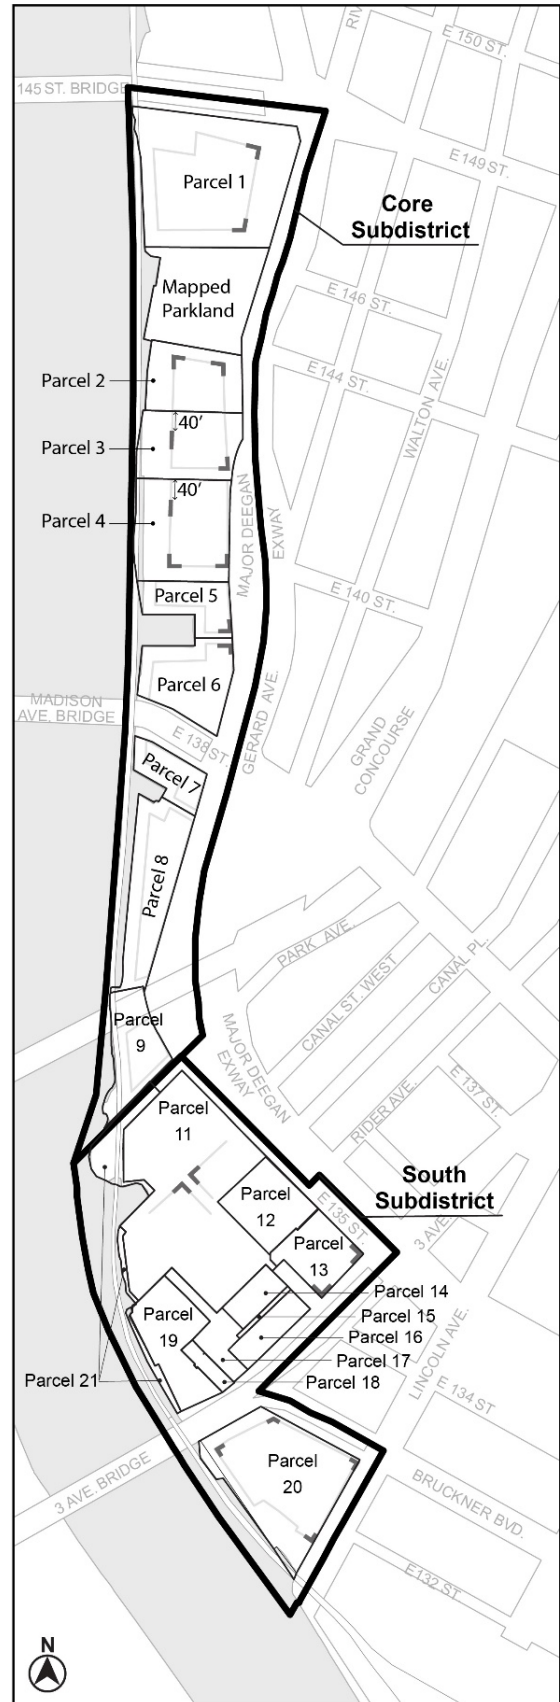 RIV
E 150 ST.
145 ST. BRIDGE
E 149 ST.
Parcel 1
Core
Subdistrict
Mapped
Parkland
E 146 ST.
E 144 ST.
WALTON AVE.
Parcel 2
40'
Parcel 3
40'
Parcel 4
MAJOR DEEGAN
EXWAY
E 140 ST.
Parcel 5
Parcel 6
MADISON
AVE. BRIDGE
E 138 ST.
GERARD AVE.
GRAND
CONCOURSE
Parcel 7
Parcel 8
PARK AVE.
CANAL ST. WEST
CANAL PL.
Parcel
9
MAJOR DEEGAN
EXWAY
E 137 ST.
RIDER AVE.
Parcel
11
South
Subdistrict
Parcel
12
E 135 ST.
3 AVE.
Parcel
13
Parcel 14
Parcel 15
Parcel
19
Parcel 16
Parcel 17
Parcel 18
Parcel 21
LINCOLN AVE.
E 134 ST
Parcel
20
3 AVE. BRIDGE
BRUCKNER BVD.
E 132 ST
N